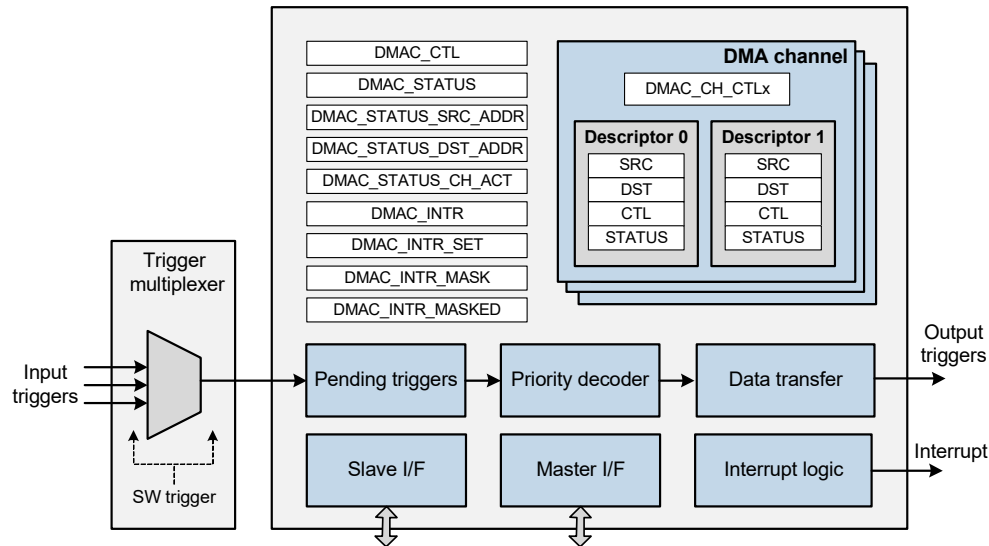 DMAC_CTL
DMAC_STATUS
DMAC_STATUS_SRC_ADDR
DMAC_STATUS_DST_ADDR
DMAC_STATUS_CH_ACT
DMAC_INTR
DMAC_INTR_SET
DMAC_INTR_MASK
DMAC_INTR_MASKED
DMA channel
DMAC_CH_CTLx
Descriptor 0
SRC
DST
CTL
STATUS
Descriptor 1
SRC
DST
CTL
STATUS
Trigger
multiplexer
Input
triggers
SW trigger
Pending triggers
Priority decoder
Data transfer
Output
triggers
Slave I/F
Master I/F
Interrupt logic
Interrupt